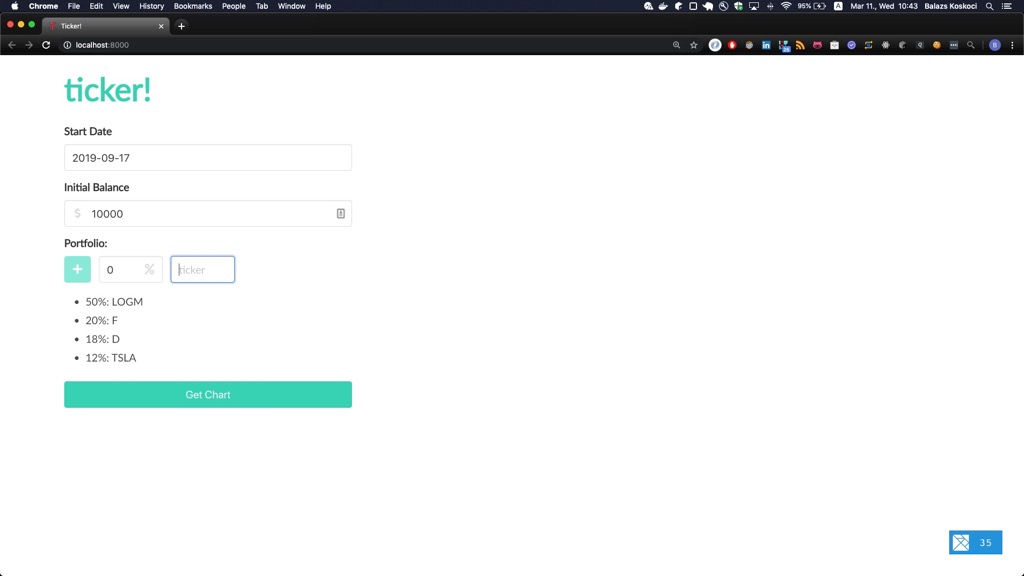 Chrome File Edit View History Bookmarks People Tab Window Help 95% Mar 11., Wed 10:43 Balazs Koskoci
Ticker!
localhost:8000
ticker!
Start Date
2019-09-17
Initial Balance
$ 10000
Portfolio:
+ 0 % ticker
• 50%: LOGM
• 20%: F
• 18%: D
• 12%: TSLA
Get Chart
35